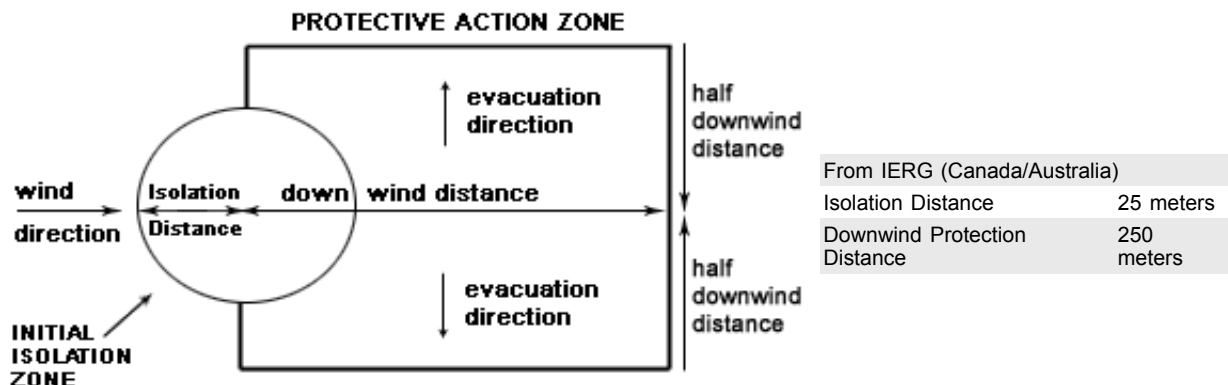 PROTECTIVE ACTION ZONE
evacuation
direction
half
downwind
distance
wind
direction
Isolation
Distance
down wind distance
evacuation
direction
half
downwind
distance
INITIAL
ISOLATION
ZONE
From IERG (Canada/Australia)
Isolation Distance 25 meters
Downwind Protection 250
Distance meters